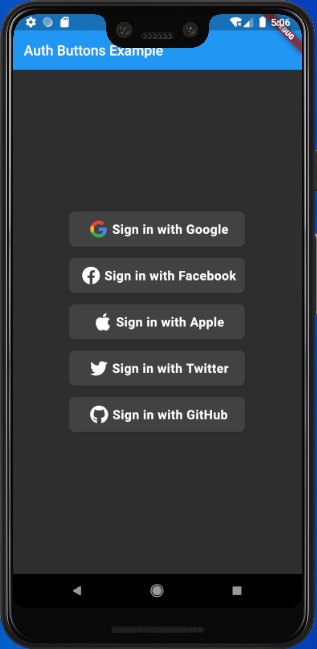 5:06
Auth Buttons Example
Sign in with Google
Sign in with Facebook
Sign in with Apple
Sign in with Twitter
Sign in with GitHub